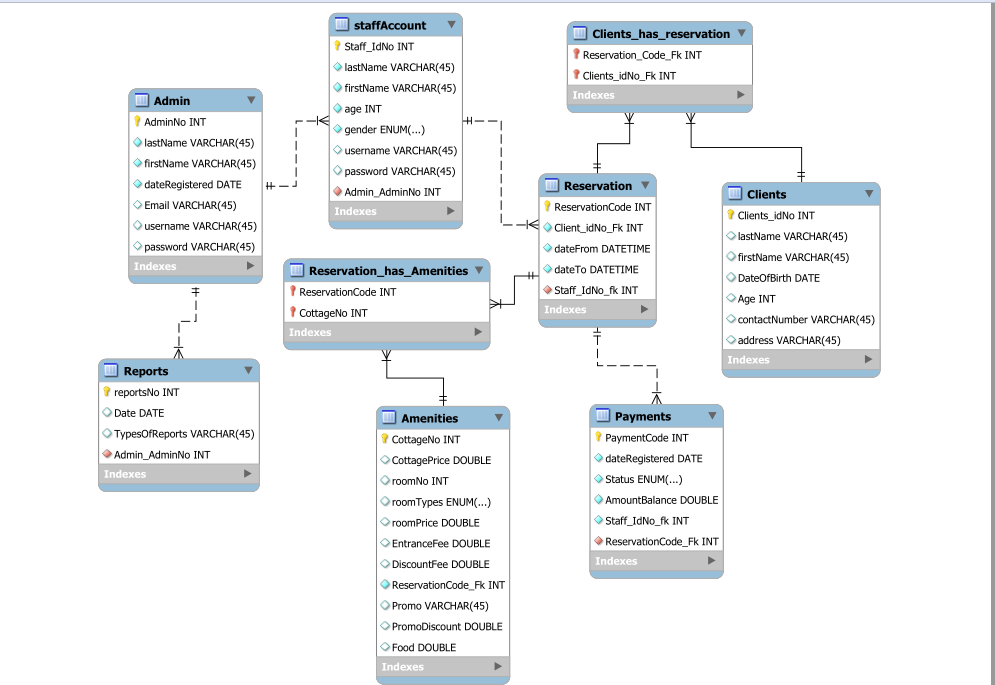 staffAccount
Staff_IdNo INT
lastName VARCHAR(45)
firstName VARCHAR(45)
age INT
gender ENUM(...)
username VARCHAR(45)
password VARCHAR(45)
Admin_AdminNo INT
Indexes
Clients_has_reservation
Reservation_Code_Fk INT
Clients_idNo_Fk INT
Indexes
Admin
AdminNo INT
lastName VARCHAR(45)
firstName VARCHAR(45)
dateRegistered DATE
Email VARCHAR(45)
username VARCHAR(45)
password VARCHAR(45)
Indexes
Reservation
ReservationCode INT
Client_idNo_Fk INT
dateFrom DATETIME
dateTo DATETIME
Staff_IdNo_fk INT
Indexes
Clients
Clients_idNo INT
lastName VARCHAR(45)
firstName VARCHAR(45)
DateOfBirth DATE
Age INT
contactNumber VARCHAR(45)
address VARCHAR(45)
Indexes
Reservation_has_Amenities
ReservationCode INT
CottageNo INT
Indexes
Reports
reportsNo INT
Date DATE
TypesOfReports VARCHAR(45)
Admin_AdminNo INT
Indexes
Amenities
CottageNo INT
CottagePrice DOUBLE
roomNo INT
roomTypes ENUM(...)
roomPrice DOUBLE
EntranceFee DOUBLE
DiscountFee DOUBLE
ReservationCode_Fk INT
Promo VARCHAR(45)
PromoDiscount DOUBLE
Food DOUBLE
Indexes
Payments
PaymentCode INT
dateRegistered DATE
Status ENUM(...)
AmountBalance DOUBLE
Staff_IdNo_fk INT
ReservationCode_Fk INT
Indexes